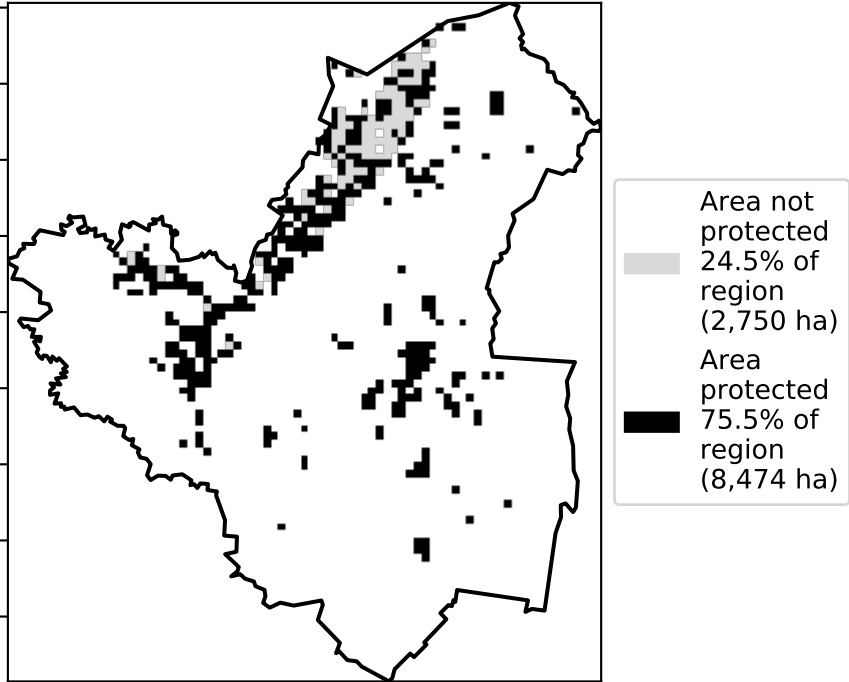 Area not
protected
24.5% of
region
(2,750 ha)
Area
protected
75.5% of
region
(8,474 ha)